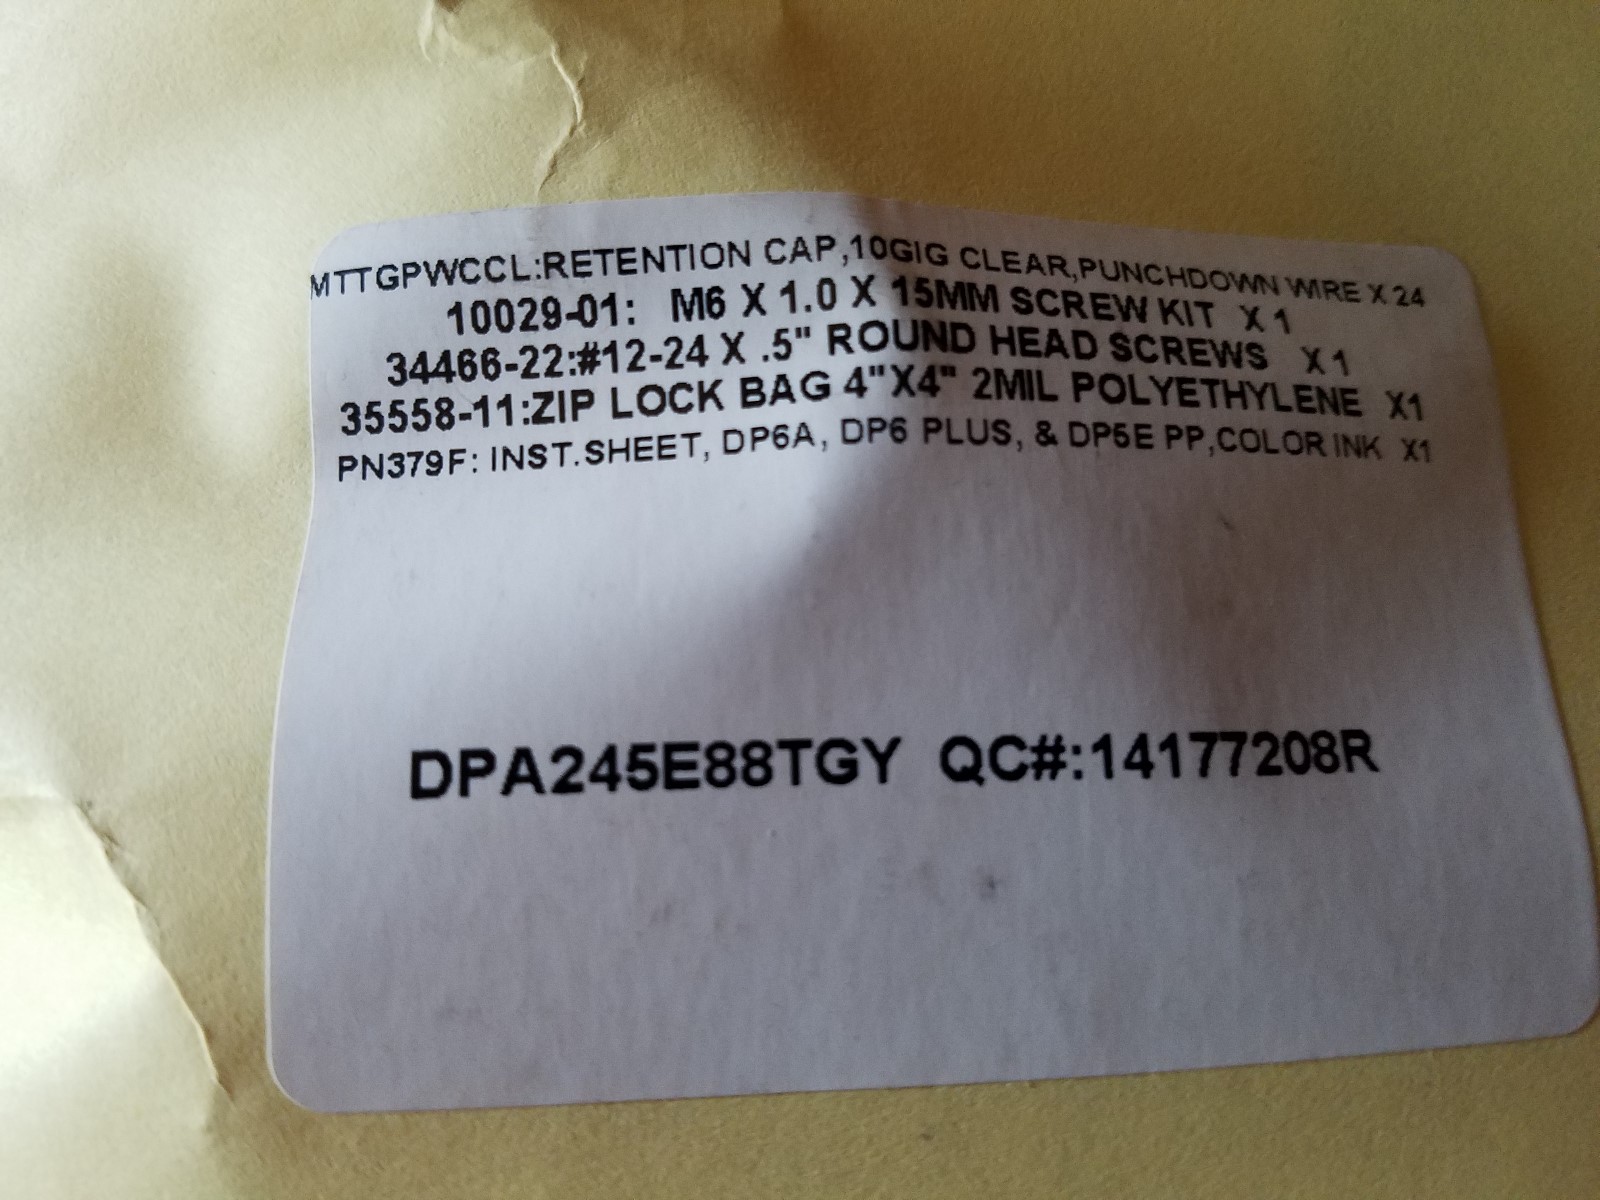 MTTGPWCCL:RETENTION CAP,10GIG CLEAR,PUNCHDOWN WIRE X 24
10029-01: M6 X 1.0 X 15MM SCREW KIT X 1
34466-22:#12-24 X .5" ROUND HEAD SCREWS X 1
35558-11:ZIP LOCK BAG 4"X4" 2MIL POLYETHYLENE X1
PN379F: INST.SHEET, DP6A, DP6 PLUS, & DP5E PP,COLOR INK X1
DPA245E88TGY QC#:14177208R